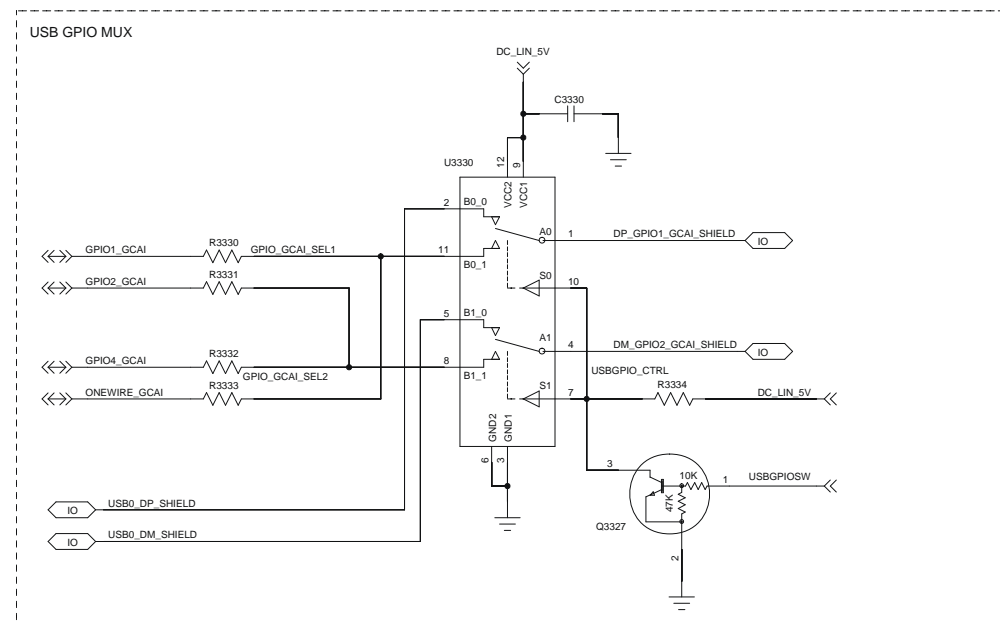 USB GPIO MUX
DC_LIN_5V
C3330
U3330
12
9
VCC2
VCC1
2
B0_0
A0
1
DP_GPIO1_GCAI_SHIELD
IO
GPIO1_GCAI
R3330
GPIO_GCAI_SEL1
11
B0_1
GPIO2_GCAI
R3331
S0
10
5
B1_0
A1
4
DM_GPIO2_GCAI_SHIELD
IO
GPIO4_GCAI
R3332
GPIO_GCAI_SEL2
8
B1_1
USBGPIO_CTRL
ONEWIRE_GCAI
R3333
S1
7
R3334
DC_LIN_5V
GND2
GND1
6
3
3
10K
1
USBGPIOSW
47K
Q3327
2
IO
USB0_DP_SHIELD
IO
USB0_DM_SHIELD